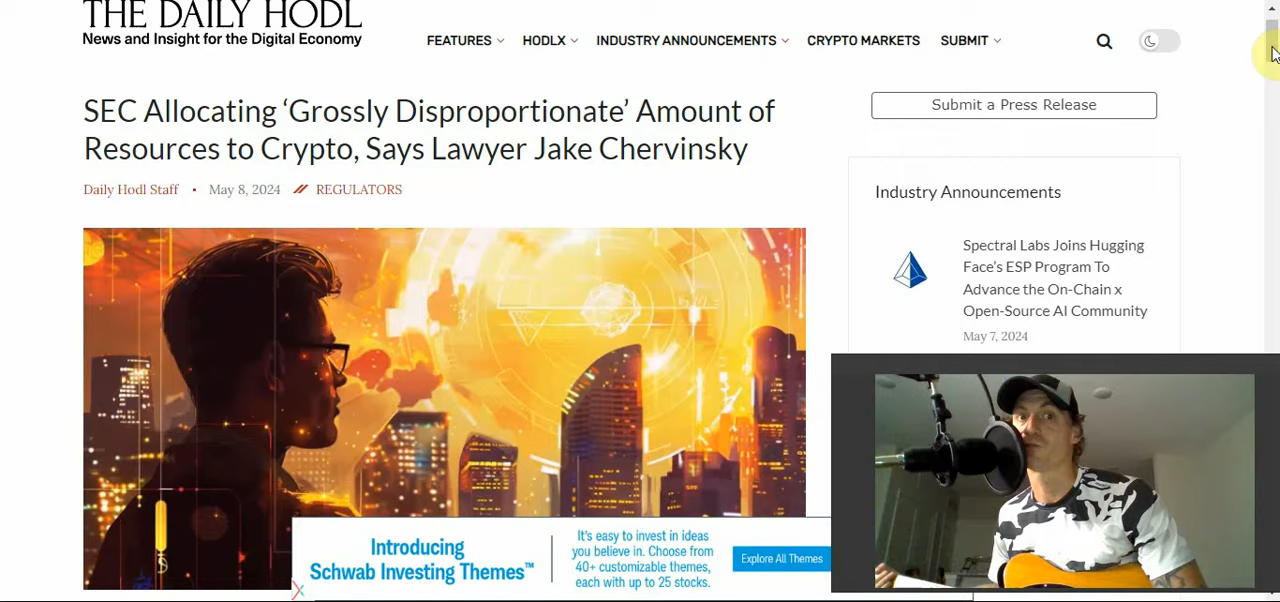 THE DAILY HODL
News and Insight for the Digital Economy
FEATURES
HODLX
INDUSTRY ANNOUNCEMENTS
CRYPTO MARKETS
SUBMIT
SEC Allocating ‘Grossly Disproportionate’ Amount of
Resources to Crypto, Says Lawyer Jake Chervinsky
Daily Hodl Staff • May 8, 2024 // REGULATORS
Submit a Press Release
Industry Announcements
Spectral Labs Joins Hugging
Face’s ESP Program To
Advance the On-Chain x
Open-Source AI Community
May 7, 2024
Introducing
Schwab Investing Themes™
It's easy to invest in ideas
you believe in. Choose from
40+ customizable themes,
each with up to 25 stocks.
Explore All Themes